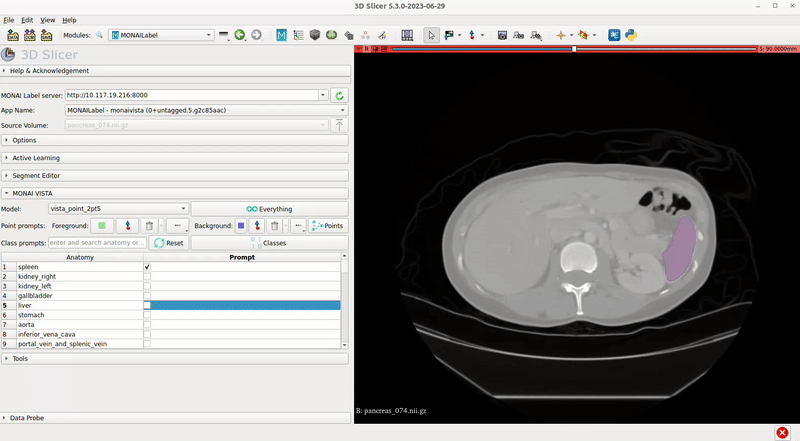 3D Slicer 5.3.0-2023-06-29
File Edit View Help
DATA DCM SAVE Modules: MONAILabel
3D Slicer
Help & Acknowledgement
R S: 90.0000mm
MONAI Label server: http://10.117.19.216:8000
App Name: MONAILabel - monaivista (0+untagged.5.g2c85aac)
Source Volume: pancreas_074.nii.gz
Options
Active Learning
Segment Editor
MONAI VISTA
Model: vista_point_2pt5 Everything
Point prompts: Foreground: Background: Points
Class prompts: enter and search anatomy or... Reset Classes
Anatomy Prompt
1 spleen
2 kidney_right
3 kidney_left
4 gallbladder
5 liver
6 stomach
7 aorta
8 inferior_vena_cava
9 portal_vein_and_splenic_vein
Tools
B: pancreas_074.nii.gz
Data Probe